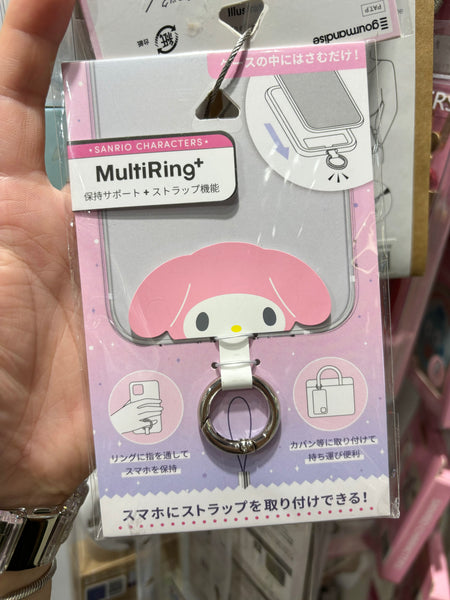 Illust
gourmandise
PAT.P
ケースの中にはさむだけ!
• SANRIO CHARACTERS •
MultiRing+
保持サポート + ストラップ機能
リングに指を通して
スマホを保持
カバン等に取り付けて
持ち運び便利
スマホにストラップを取り付けできる!